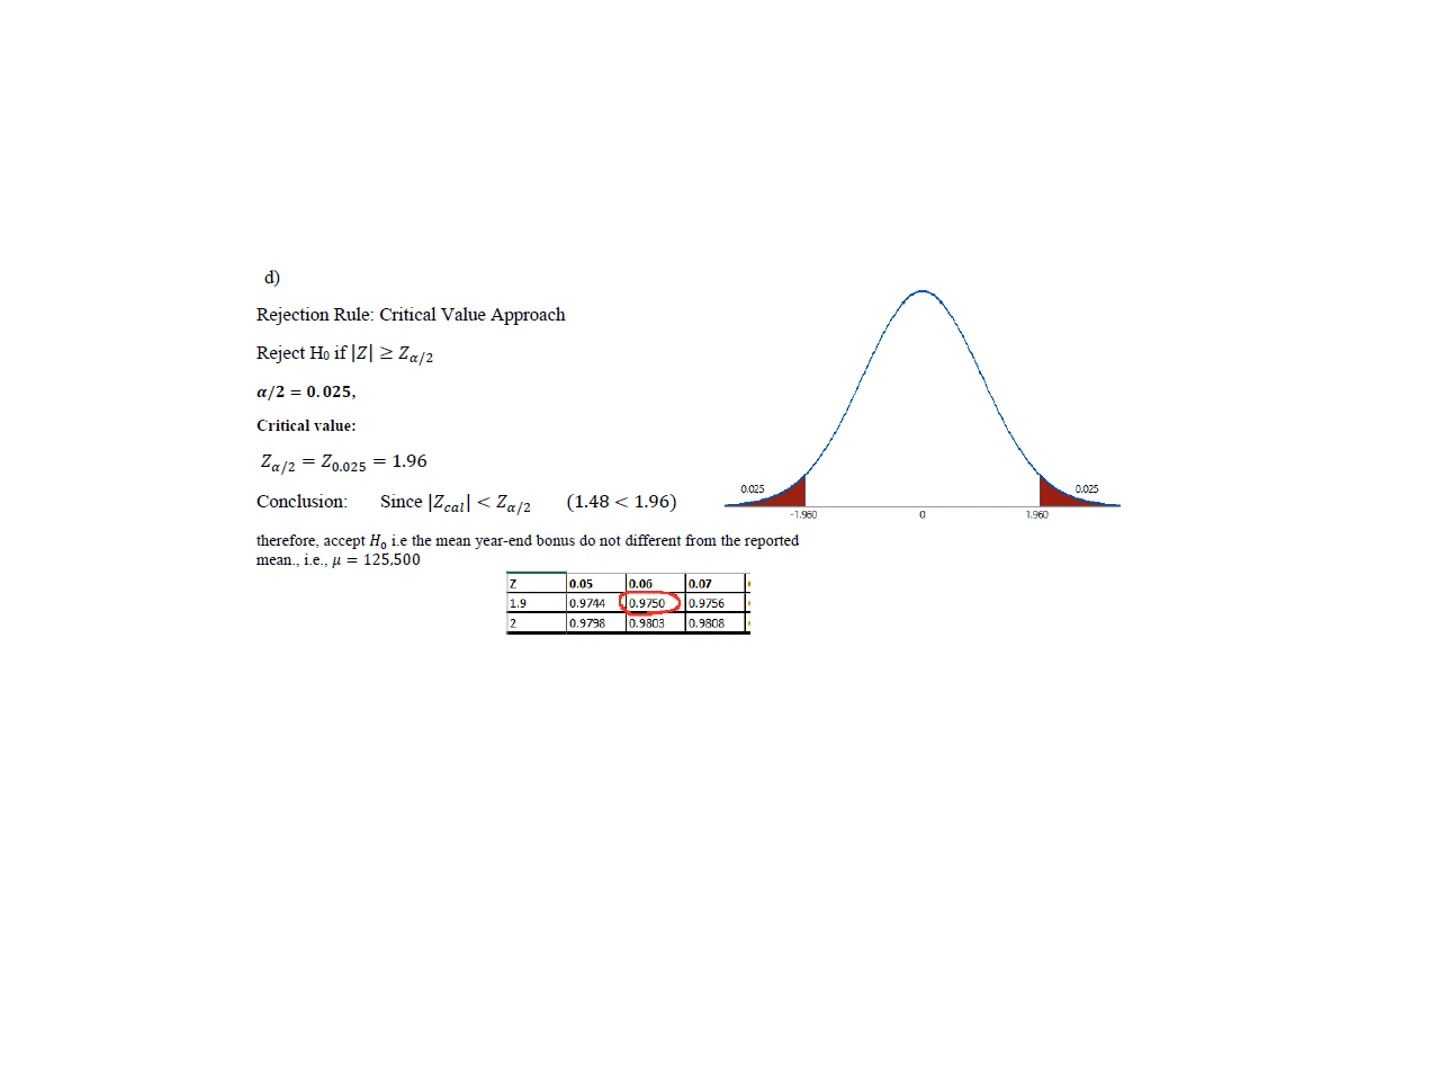 d)
Rejection Rule: Critical Value Approach
Reject H₀ if |Z| ≥ Z_{α/2}
α/2 = 0.025,
Critical value:
Z_{α/2} = Z_{0.025} = 1.96
Conclusion: Since |Z_{cal}| < Z_{α/2} (1.48 < 1.96)
therefore, accept H₀ i.e the mean year-end bonus do not different from the reported
mean., i.e., μ = 125,500
0.025 0.025
-1.960 0 1.960
Z 0.05 0.06 0.07
1.9 0.9744 0.9750 0.9756
2 0.9798 0.9803 0.9808